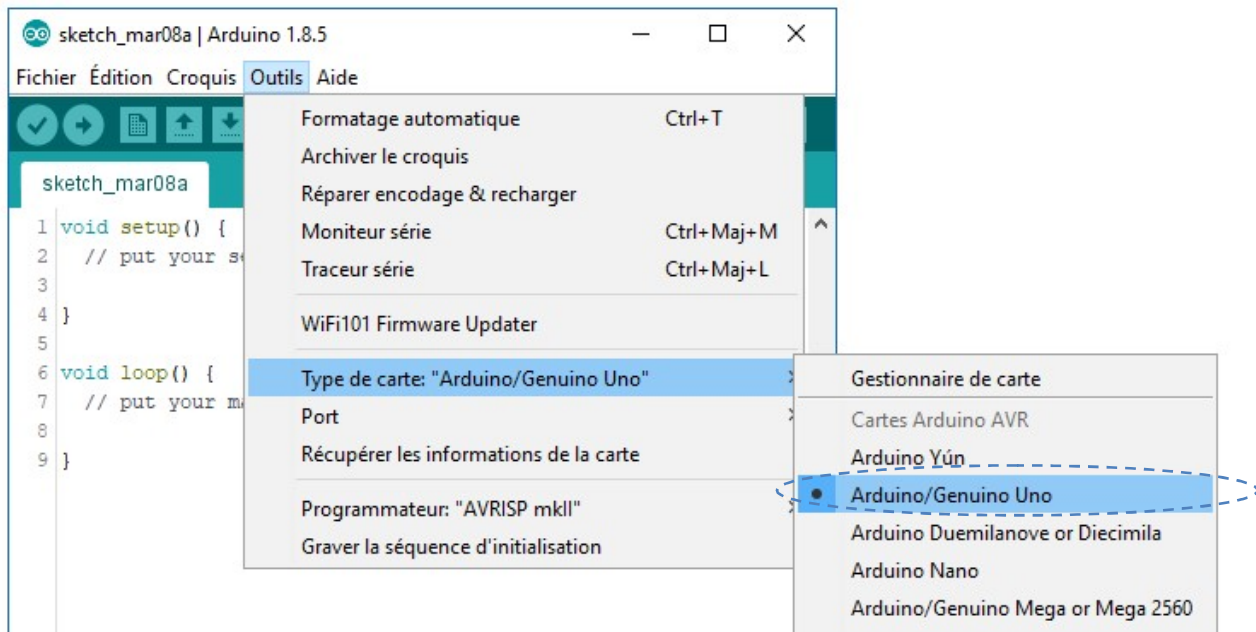 sketch_mar08a | Arduino 1.8.5
Fichier Édition Croquis Outils Aide
sketch_mar08a
1 void setup() {
2 // put your
3
4 }
5
6 void loop() {
7 // put your
8
9 }
Formatage automatique Ctrl+T
Archiver le croquis
Réparer encodage & recharger
Moniteur série Ctrl+Maj+M
Traceur série Ctrl+Maj+L
WiFi101 Firmware Updater
Type de carte: "Arduino/Genuino Uno"
Port
Récupérer les informations de la carte
Programmateur: "AVRISP mkII"
Graver la séquence d'initialisation
Gestionnaire de carte
Cartes Arduino AVR
Arduino Yún
Arduino/Genuino Uno
Arduino Duemilanove or Diecimila
Arduino Nano
Arduino/Genuino Mega or Mega 2560